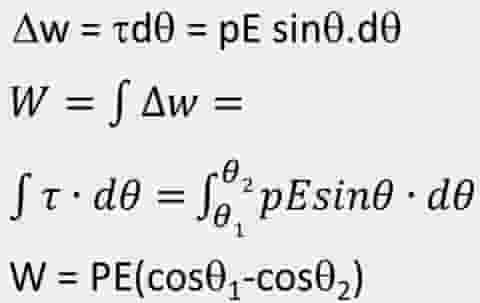 Δw = τdθ = pE sinθ.dθ
W = ∫ Δw =
∫ τ · dθ = ∫θ₁θ₂ pEsinθ · dθ
W = PE(cosθ₁-cosθ₂)